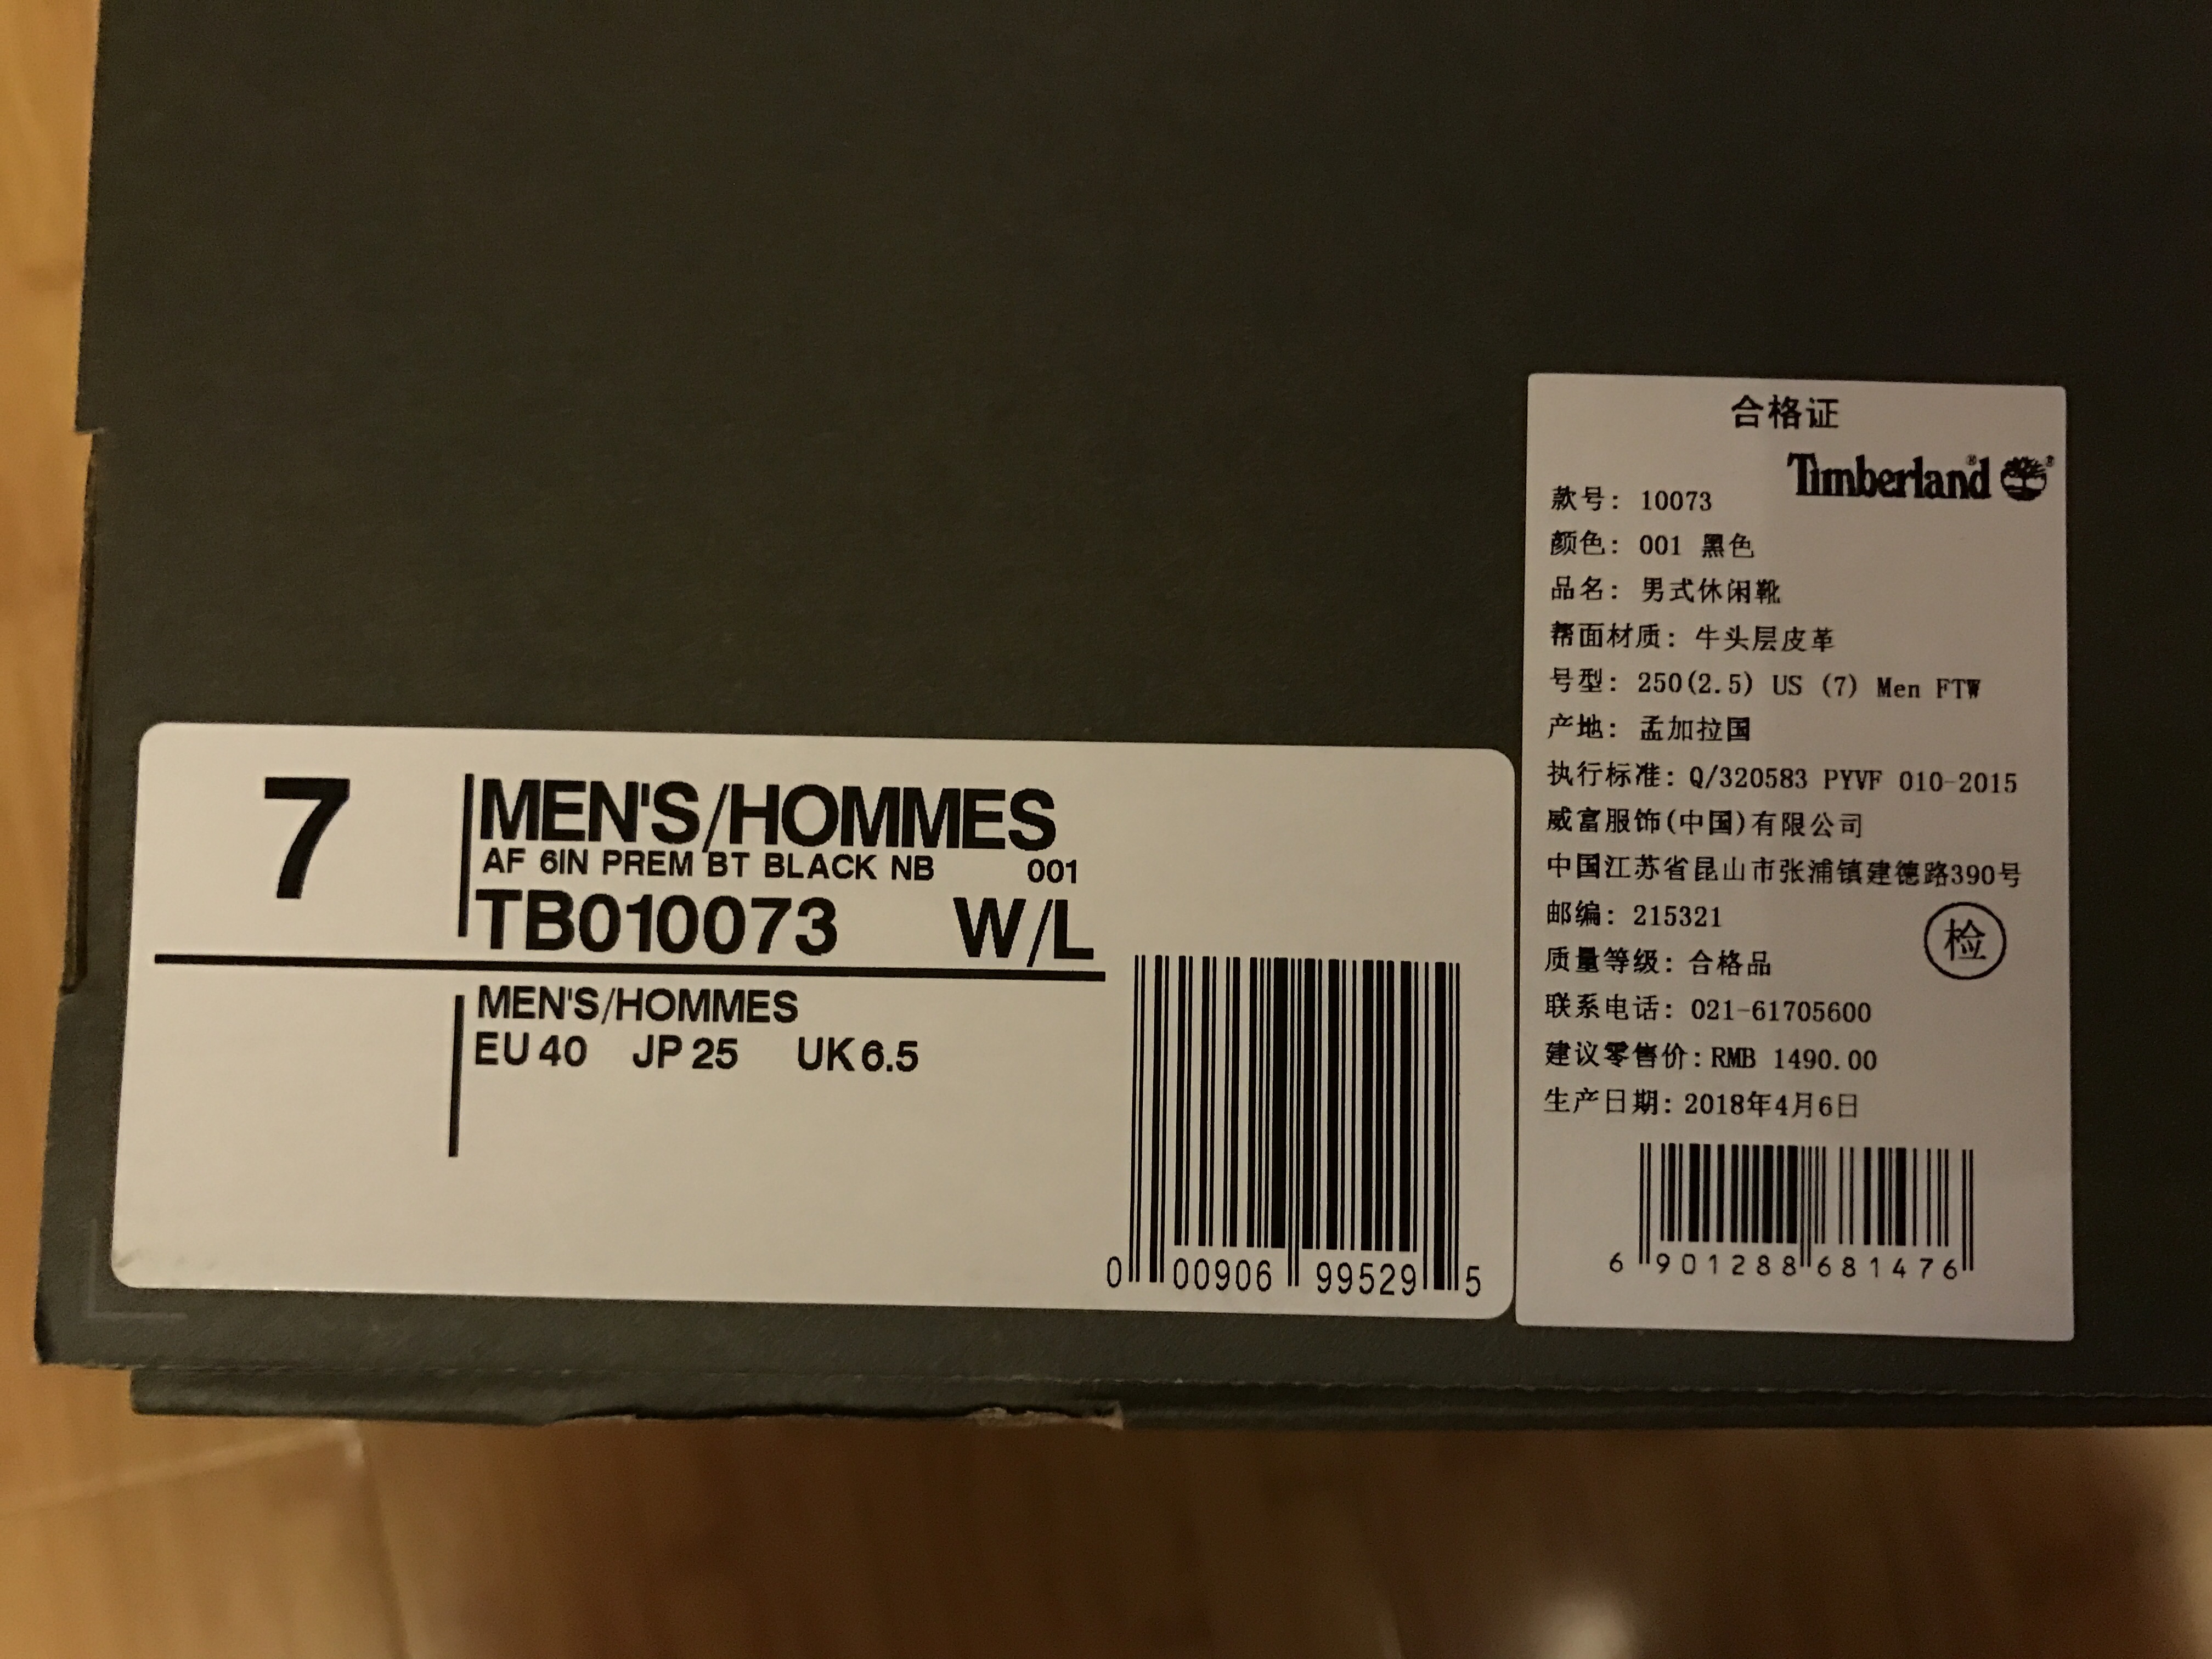 7
MEN'S/HOMMES
AF 6IN PREM BT BLACK NB 001
TB010073 W/L
MEN'S/HOMMES
EU 40 JP 25 UK 6.5
0 00906 99529 5
合格证
Timberland®
款号: 10073
颜色: 001 黑色
品名: 男式休闲靴
帮面材质: 牛头层皮革
号型: 250(2.5) US (7) Men FTW
产地: 孟加拉国
执行标准: Q/320583 PYVF 010-2015
威富服饰(中国)有限公司
中国江苏省昆山市张浦镇建德路390号
邮编: 215321
检
质量等级: 合格品
联系电话: 021-61705600
建议零售价: RMB 1490.00
生产日期: 2018年4月6日
6 901288 681476